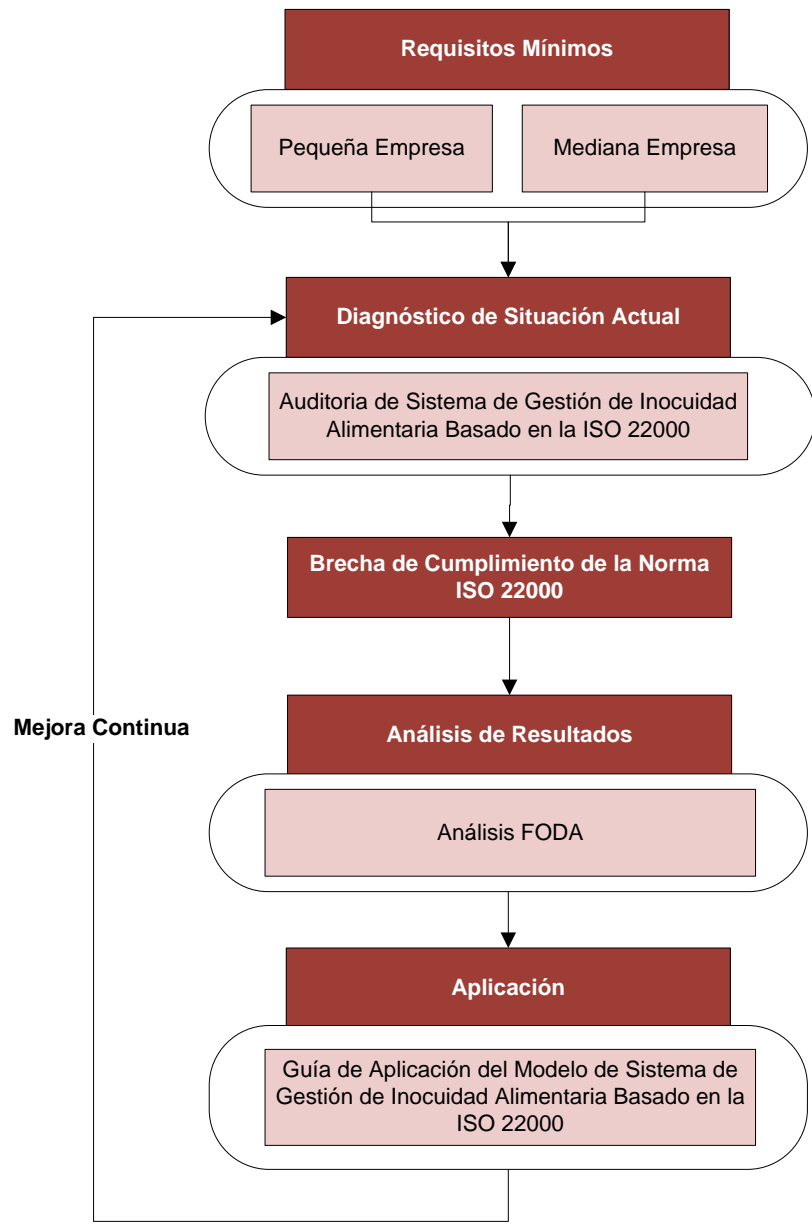 Requisitos Mínimos
Pequeña Empresa
Mediana Empresa
Diagnóstico de Situación Actual
Auditoria de Sistema de Gestión de Inocuidad
Alimentaria Basado en la ISO 22000
Brecha de Cumplimiento de la Norma
ISO 22000
Mejora Continua
Análisis de Resultados
Análisis FODA
Aplicación
Guía de Aplicación del Modelo de Sistema de
Gestión de Inocuidad Alimentaria Basado en la
ISO 22000